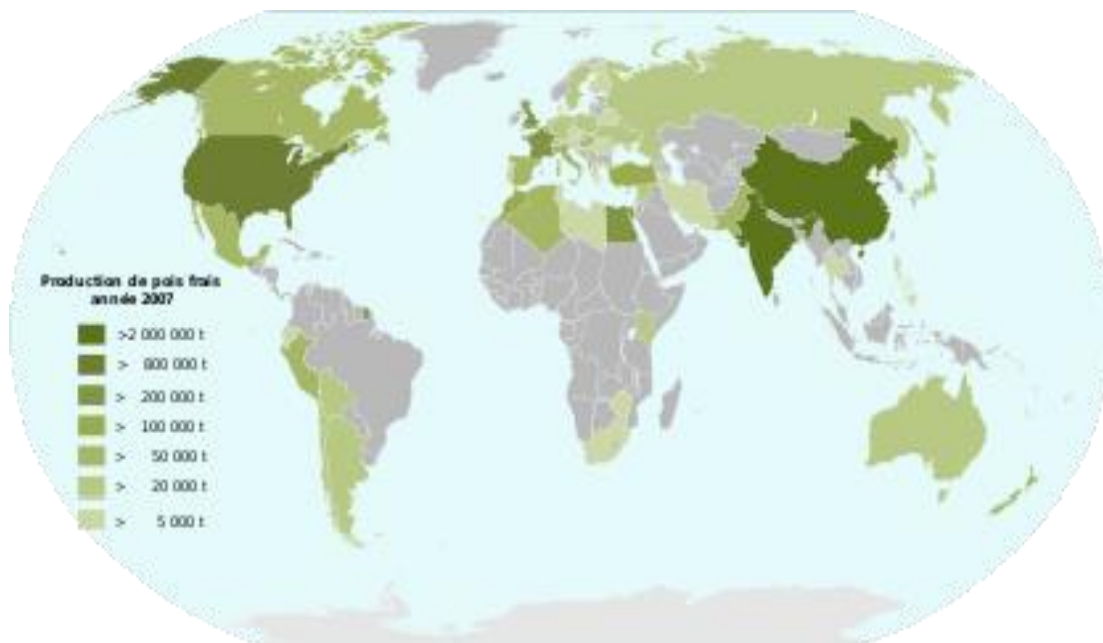 Production de pois frais
année 2007
>2 000 000 t
> 800 000 t
> 200 000 t
> 100 000 t
> 50 000 t
> 20 000 t
> 5 000 t